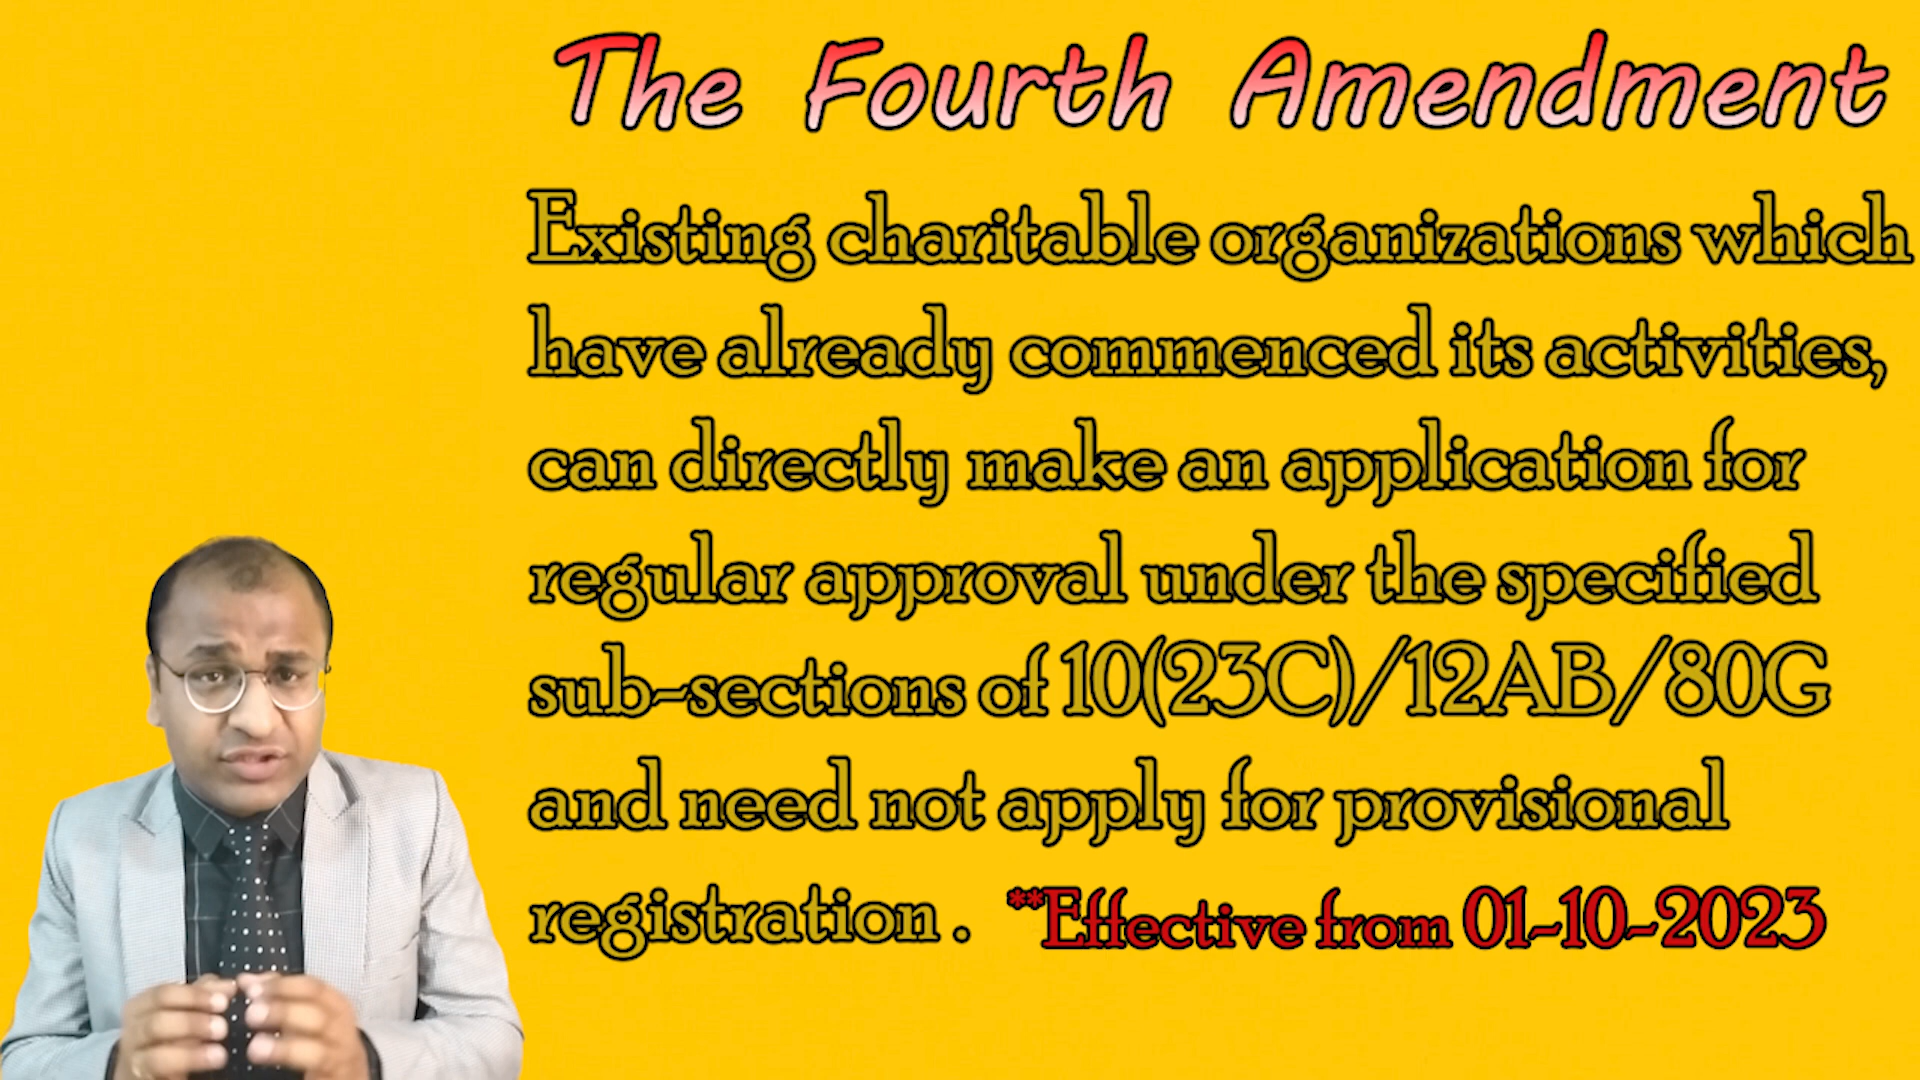 The Fourth Amendment
Existing charitable organizations which
have already commenced its activities,
can directly make an application for
regular approval under the specified
sub-sections of 10(23C)/12AB/80G
and need not apply for provisional
registration . **Effective from 01-10-2023